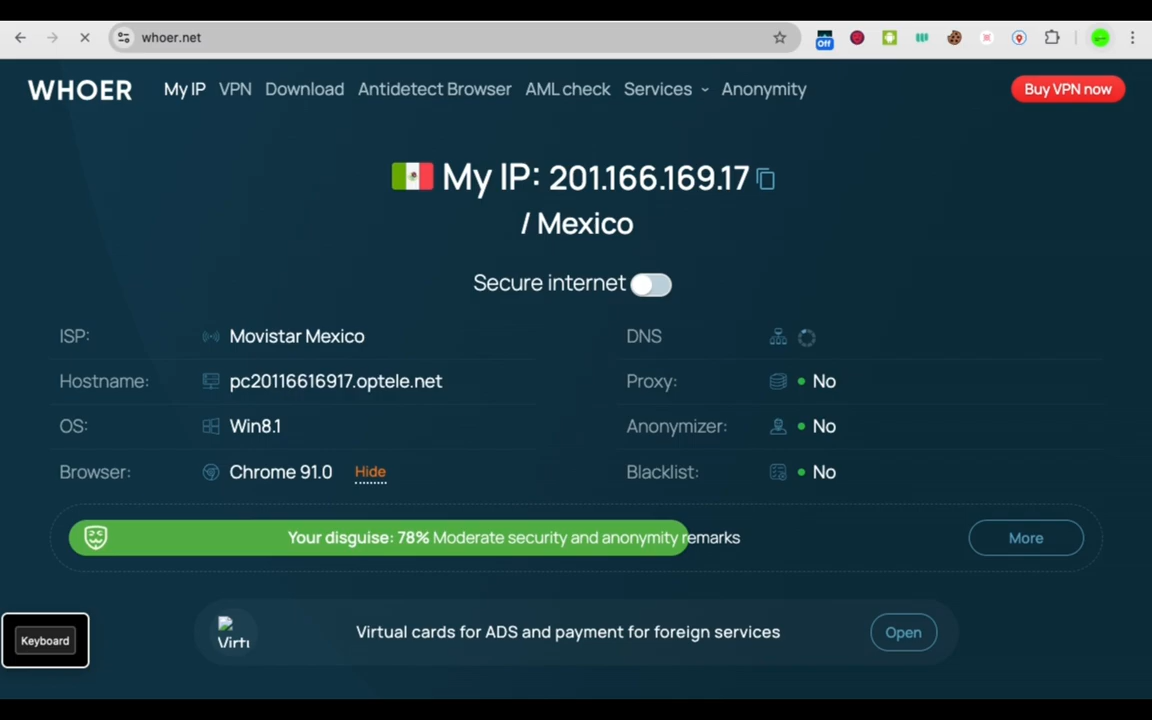 whoer.net
Off
WHOER My IP VPN Download Antidetect Browser AML check Services Anonymity Buy VPN now
My IP: 201.166.169.17
/ Mexico
Secure internet
ISP: Movistar Mexico
DNS
Hostname: pc20116616917.optele.net
Proxy: No
OS: Win8.1
Anonymizer: No
Browser: Chrome 91.0 Hide
Blacklist: No
Your disguise: 78% Moderate security and anonymity remarks
More
Keyboard
Virtu
Virtual cards for ADS and payment for foreign services
Open